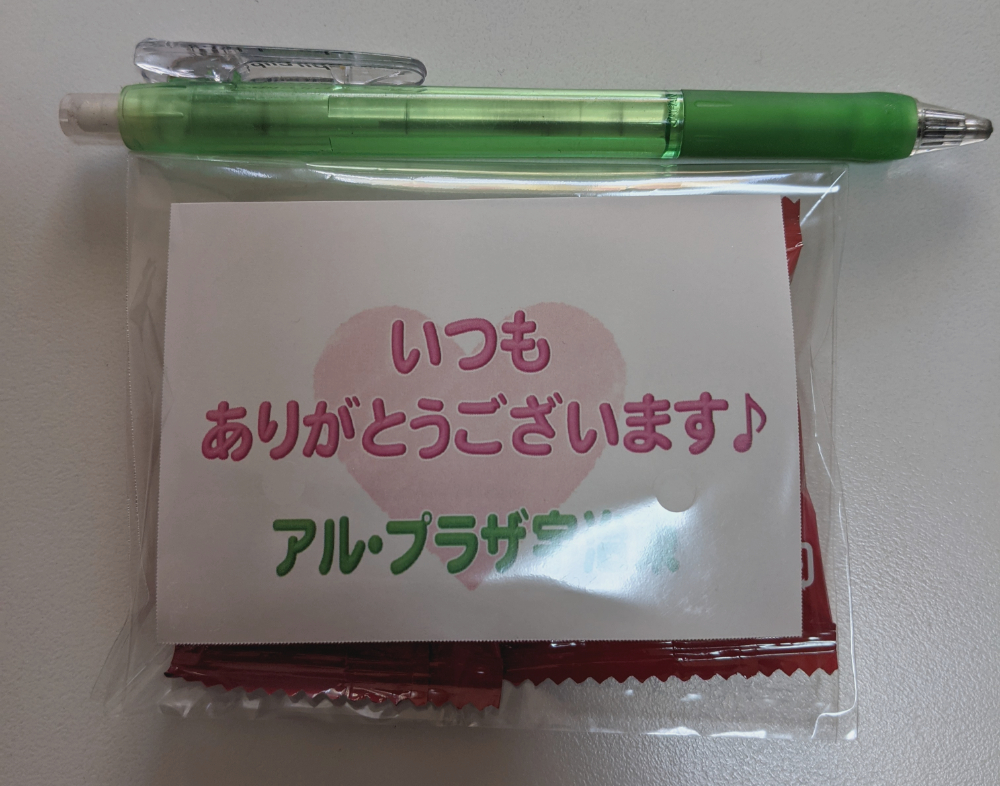 いつも
ありがとうございます♪
アル・プラザ